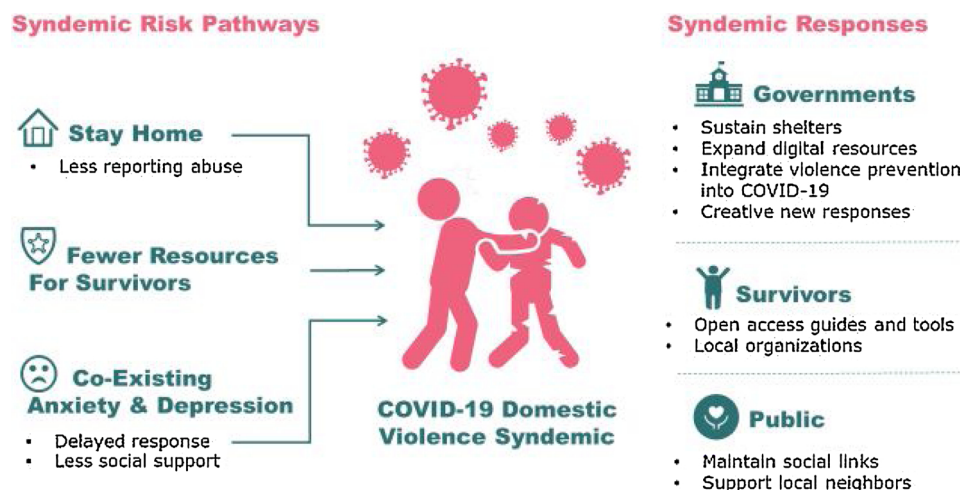 Syndemic Risk Pathways
Stay Home
• Less reporting abuse
Fewer Resources
For Survivors
Co-Existing
Anxiety & Depression
▪ Delayed response
▪ Less social support
COVID-19 Domestic
Violence Syndemic
Syndemic Responses
Governments
• Sustain shelters
• Expand digital resources
• Integrate violence prevention
into COVID-19
• Creative new responses
Survivors
• Open access guides and tools
• Local organizations
Public
• Maintain social links
• Support local neighbors